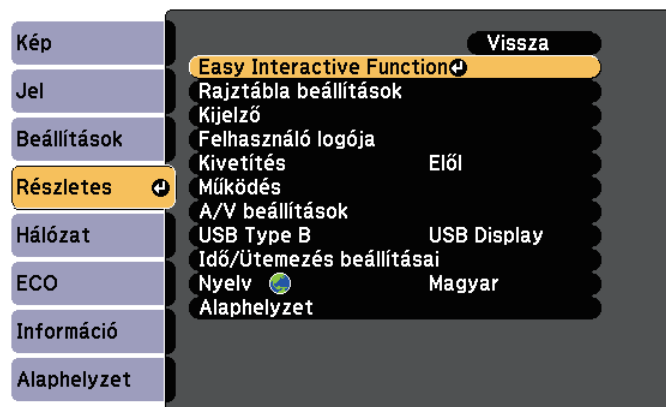 Kép
Jel
Beállítások
Részletes
Hálózat
ECO
Információ
Alaphelyzet
Vissza
Easy Interactive Function
Rajztábla beállítások
Kijelző
Felhasználó logója
Kivetítés Elől
Működés
A/V beállítások
USB Type B USB Display
Idő/Ütemezés beállításai
Nyelv Magyar
Alaphelyzet